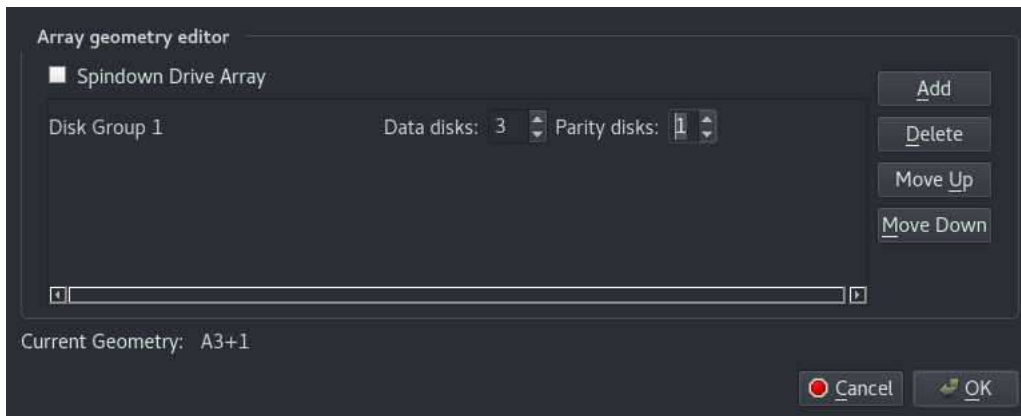 Array geometry editor
Spindown Drive Array
Add
Disk Group 1 Data disks: 3 Parity disks: 1
Delete
Move Up
Move Down
Current Geometry: A3+1
Cancel OK